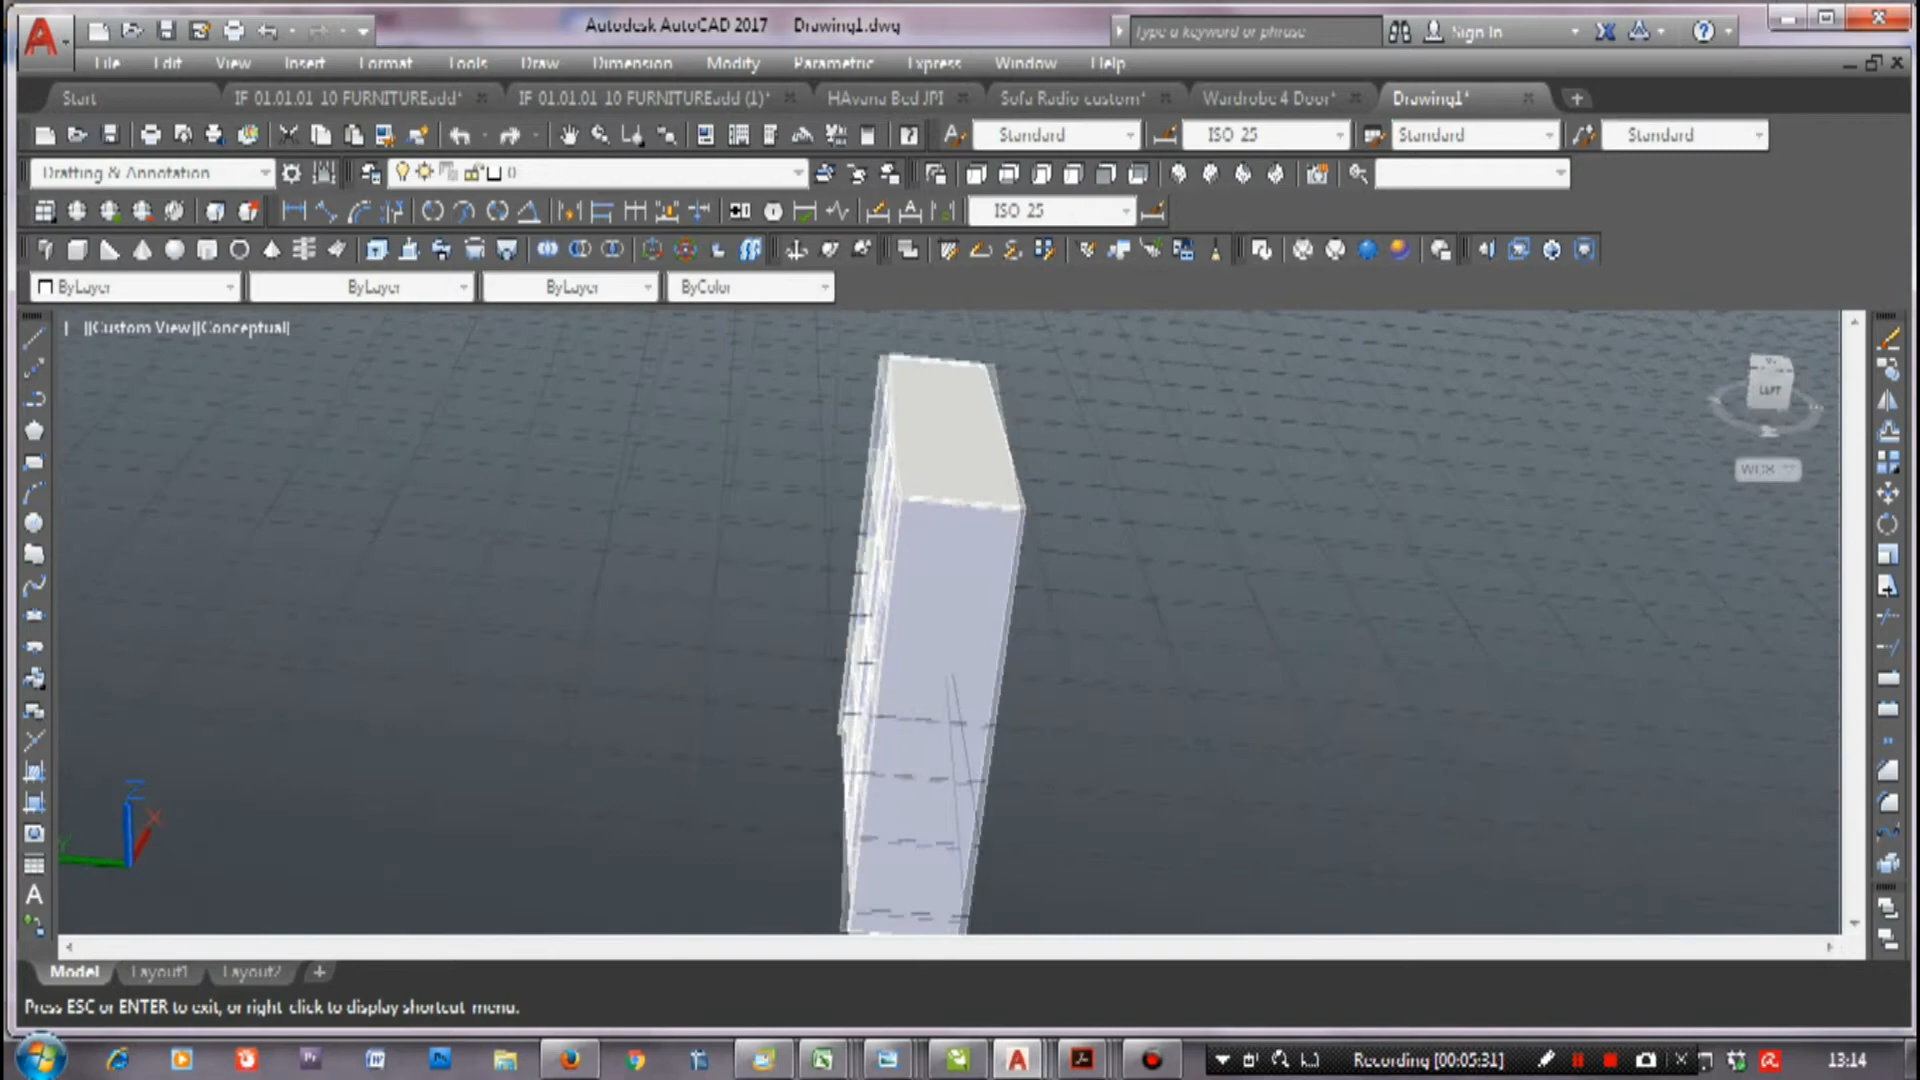 Autodesk AutoCAD 2017 Drawing1.dwg
Type a keyword or phrase
Sign In
File Edit View Insert Format Tools Draw Dimension Modify Parametric Express Window Help
Start
IF 01.01.01 10 FURNITUREadd*
IF 01.01.01 10 FURNITUREadd (1)*
HAvana Bed JPI
Sofa Radio custom*
Wardrobe 4 Door*
Drawing1*
Standard
ISO 25
Standard
Standard
Drafting & Annotation
0
ISO 25
ByLayer
ByLayer
ByLayer
ByColor
[ ][Custom View][Conceptual]
LEFT
WCS
Z
X
Y
Model Layout1 Layout2 +
Press ESC or ENTER to exit, or right click to display shortcut menu.
Recording [00:05:31]
13:14